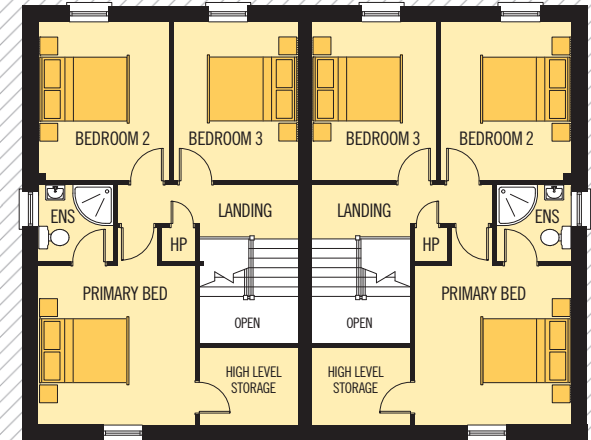 BEDROOM 2
BEDROOM 3
BEDROOM 3
BEDROOM 2
ENS
LANDING
LANDING
ENS
HP
HP
PRIMARY BED
PRIMARY BED
OPEN
OPEN
HIGH LEVEL
STORAGE
HIGH LEVEL
STORAGE